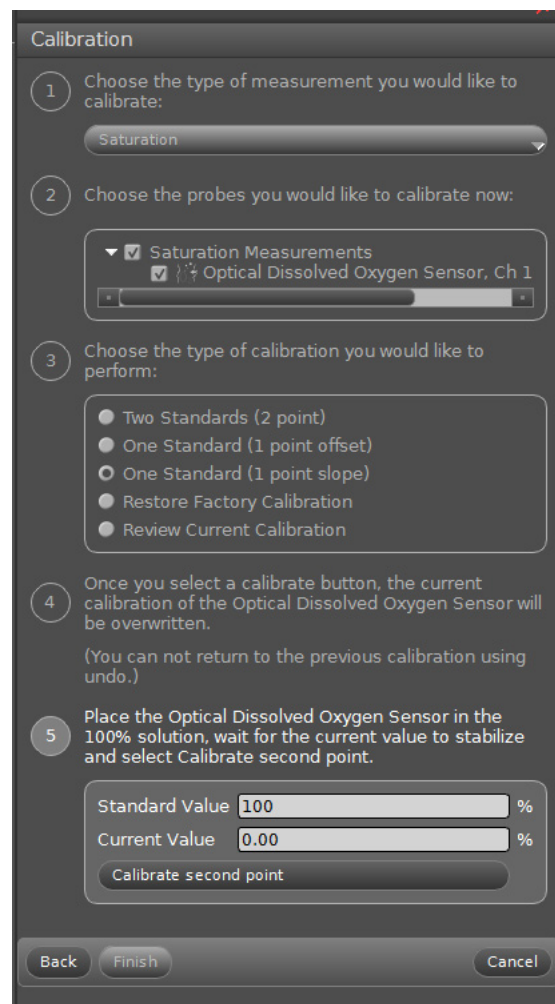 Calibration
1
Choose the type of measurement you would like to
calibrate:
Saturation
2
Choose the probes you would like to calibrate now:
Saturation Measurements
Optical Dissolved Oxygen Sensor, Ch 1
3
Choose the type of calibration you would like to
perform:
Two Standards (2 point)
One Standard (1 point offset)
One Standard (1 point slope)
Restore Factory Calibration
Review Current Calibration
4
Once you select a calibrate button, the current
calibration of the Optical Dissolved Oxygen Sensor will
be overwritten.
(You can not return to the previous calibration using
undo.)
5
Place the Optical Dissolved Oxygen Sensor in the
100% solution, wait for the current value to stabilize
and select Calibrate second point.
Standard Value 100 %
Current Value 0.00 %
Calibrate second point
Back Finish Cancel